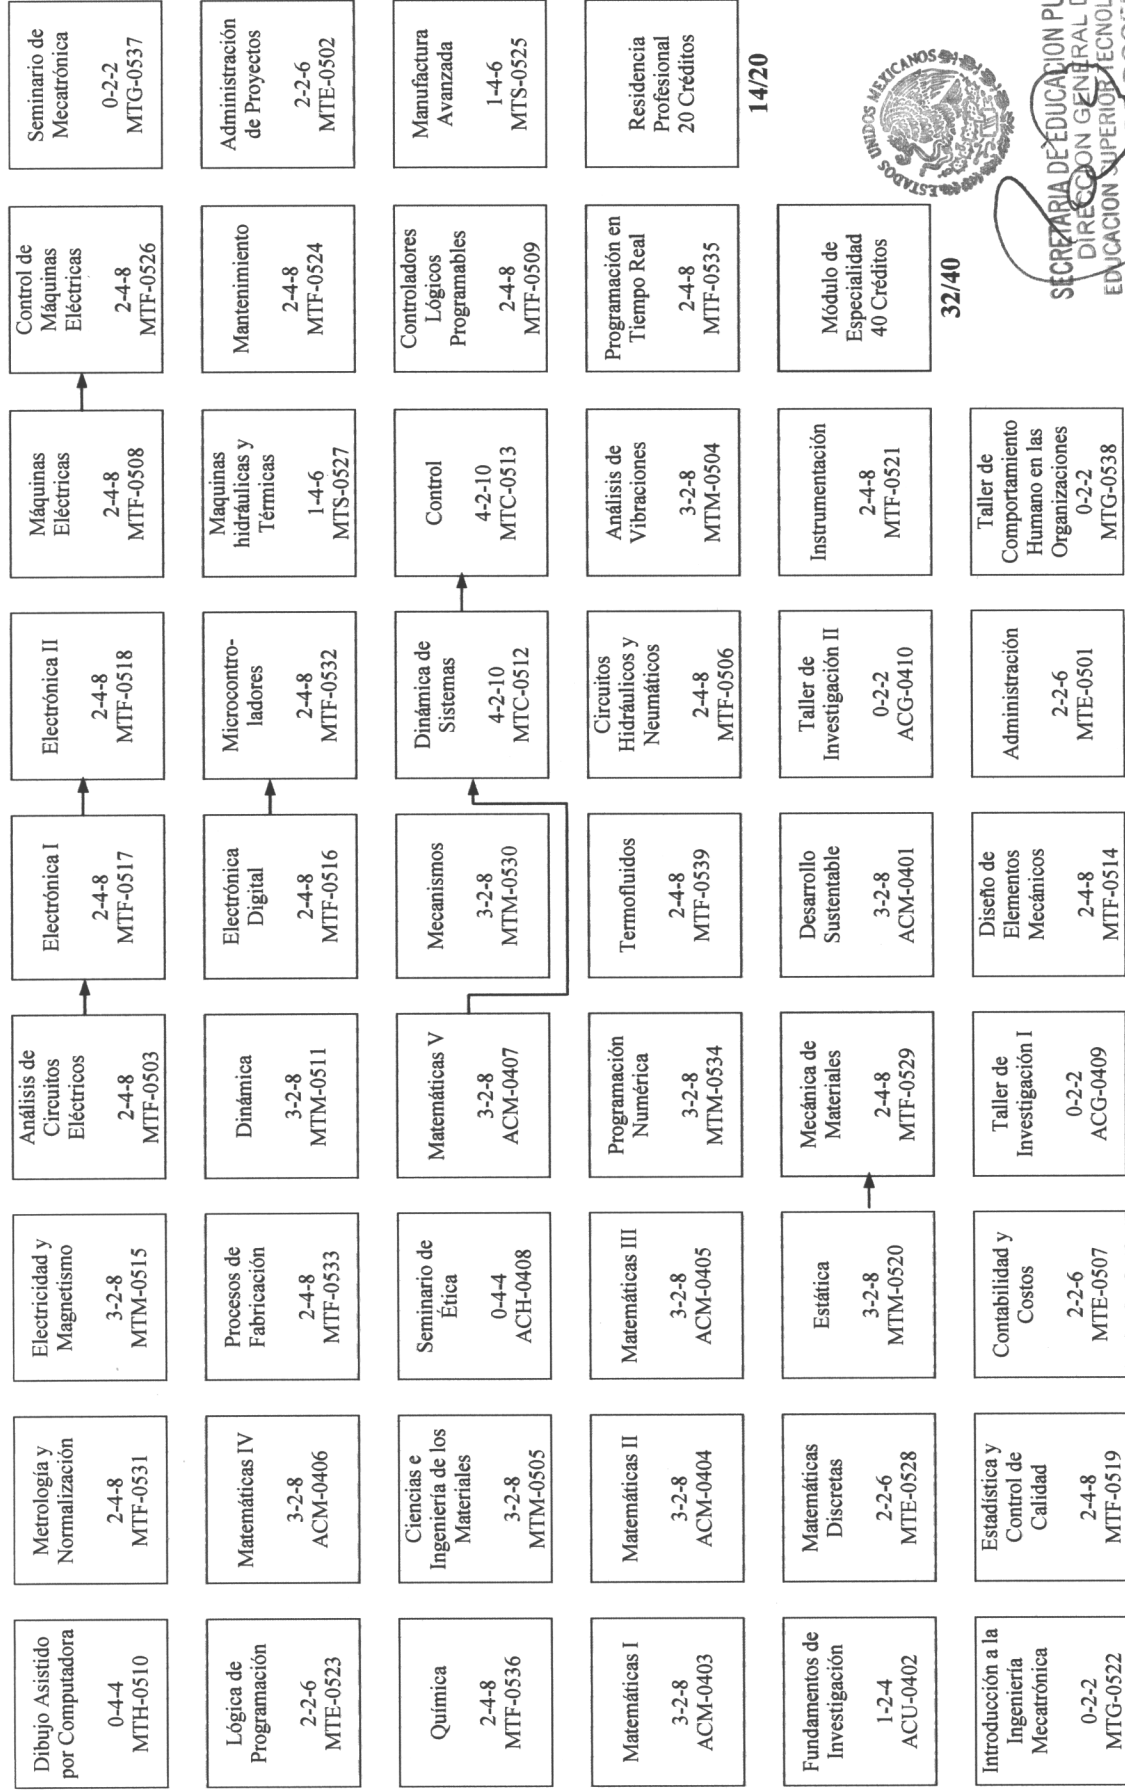 Dibujo Asistido
por Computadora
0-4-4
MTH-0510
Metrología y
Normalización
2-4-8
MTF-0531
Electricidad y
Magnetismo
3-2-8
MTM-0515
Análisis de
Circuitos
Eléctricos
2-4-8
MTF-0503
Electrónica I
2-4-8
MTF-0517
Electrónica II
2-4-8
MTF-0518
Máquinas
Eléctricas
2-4-8
MTF-0508
Control de
Máquinas
Eléctricas
2-4-8
MTF-0526
Seminario de
Mecatrónica
0-2-2
MTG-0537
Lógica de
Programación
2-2-6
MTE-0523
Matemáticas IV
3-2-8
ACM-0406
Procesos de
Fabricación
2-4-8
MTF-0533
Dinámica
3-2-8
MTM-0511
Electrónica
Digital
2-4-8
MTF-0516
Microcontro-
ladores
2-4-8
MTF-0532
Maquinas
hidráulicas y
Térmicas
1-4-6
MTS-0527
Mantenimiento
2-4-8
MTF-0524
Administración
de Proyectos
2-2-6
MTE-0502
Química
2-4-8
MTF-0536
Ciencias e
Ingeniería de los
Materiales
3-2-8
MTM-0505
Seminario de
Ética
0-4-4
ACH-0408
Matemáticas V
3-2-8
ACM-0407
Mecanismos
3-2-8
MTM-0530
Dinámica de
Sistemas
4-2-10
MTC-0512
Control
4-2-10
MTC-0513
Controladores
Lógicos
Programables
2-4-8
MTF-0509
Manufactura
Avanzada
1-4-6
MTS-0525
Matemáticas I
3-2-8
ACM-0403
Matemáticas II
3-2-8
ACM-0404
Matemáticas III
3-2-8
ACM-0405
Programación
Numérica
3-2-8
MTM-0534
Termofluidos
2-4-8
MTF-0539
Circuitos
Hidráulicos y
Neumáticos
2-4-8
MTF-0506
Análisis de
Vibraciones
3-2-8
MTM-0504
Programación en
Tiempo Real
2-4-8
MTF-0535
Residencia
Profesional
20 Créditos
14/20
Fundamentos de
Investigación
1-2-4
ACU-0402
Matemáticas
Discretas
2-2-6
MTE-0528
Estática
3-2-8
MTM-0520
Mecánica de
Materiales
2-4-8
MTF-0529
Desarrollo
Sustentable
3-2-8
ACM-0401
Taller de
Investigación II
0-2-2
ACG-0410
Instrumentación
2-4-8
MTF-0521
Módulo de
Especialidad
40 Créditos
32/40
Introducción a la
Ingeniería
Mecatrónica
0-2-2
MTG-0522
Estadística y
Control de
Calidad
2-4-8
MTF-0519
Contabilidad y
Costos
2-2-6
MTE-0507
Taller de
Investigación I
0-2-2
ACG-0409
Diseño de
Elementos
Mecánicos
2-4-8
MTF-0514
Administración
2-2-6
MTE-0501
Taller de
Comportamiento
Humano en las
Organizaciones
0-2-2
MTG-0538
ESTADOS UNIDOS MEXICANOS
SECRETARIA DE EDUCACION PU
DIRECCION GENERAL D
EDUCACION SUPERIOR TECNOL